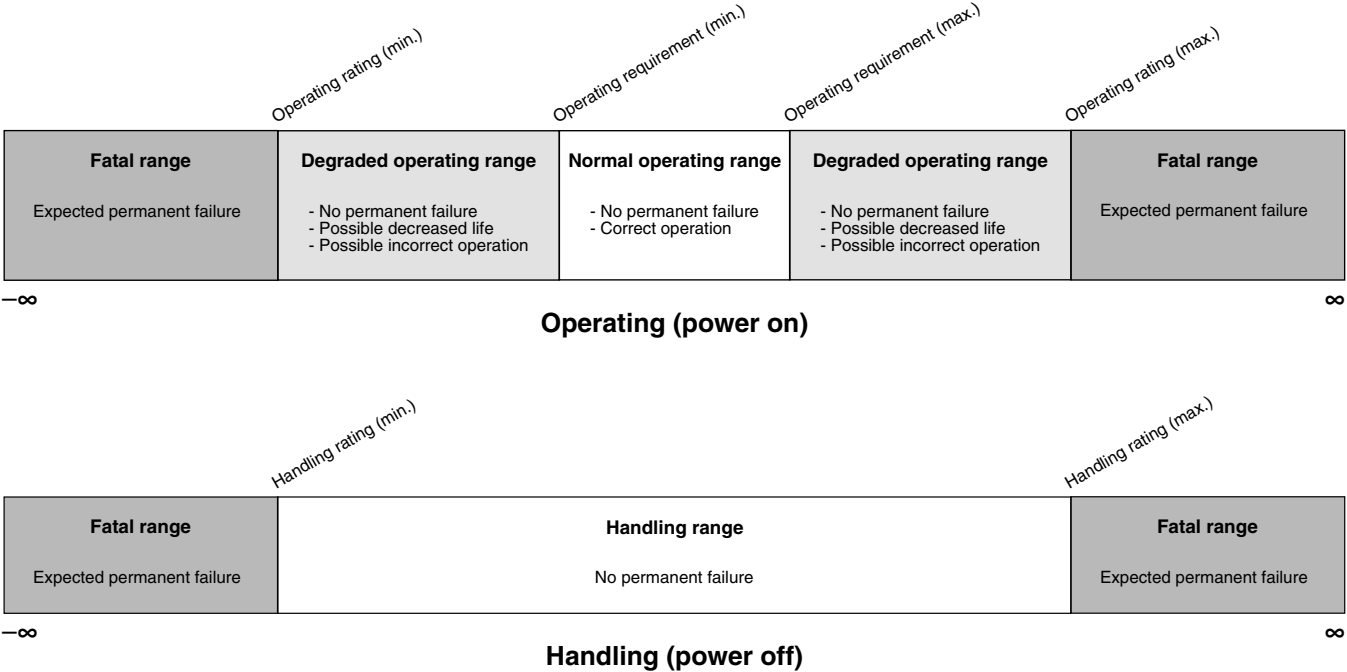 Operating rating (min.)
Operating requirement (min.)
Operating requirement (max.)
Operating rating (max.)
Fatal range
Degraded operating range
Normal operating range
Degraded operating range
Fatal range
Expected permanent failure
- No permanent failure
- Possible decreased life
- Possible incorrect operation
- No permanent failure
- Correct operation
- No permanent failure
- Possible decreased life
- Possible incorrect operation
Expected permanent failure
–∞
∞
Operating (power on)
Handling rating (min.)
Handling rating (max.)
Fatal range
Handling range
Fatal range
Expected permanent failure
No permanent failure
Expected permanent failure
–∞
∞
Handling (power off)